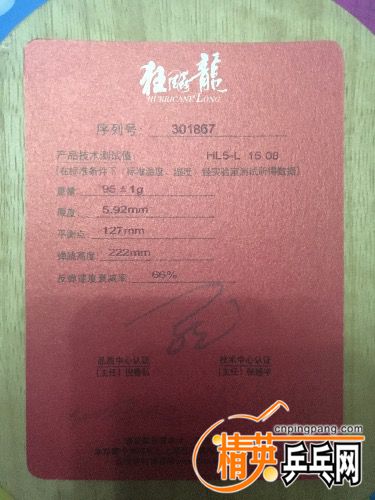 狂飚龍
HURRICANE LONG
序列号: 301867
产品技术测试值 HL5-L 15.08
(在标准条件下(标准温度、湿度)经实验室测试所得数据)
重量 95±1g
厚度 5.92mm
平衡点 127mm
弹跳高度 222mm
反弹速度衰减率 66%
品质中心认证 技术中心认证
cnpingpang.com
精英乒乓网